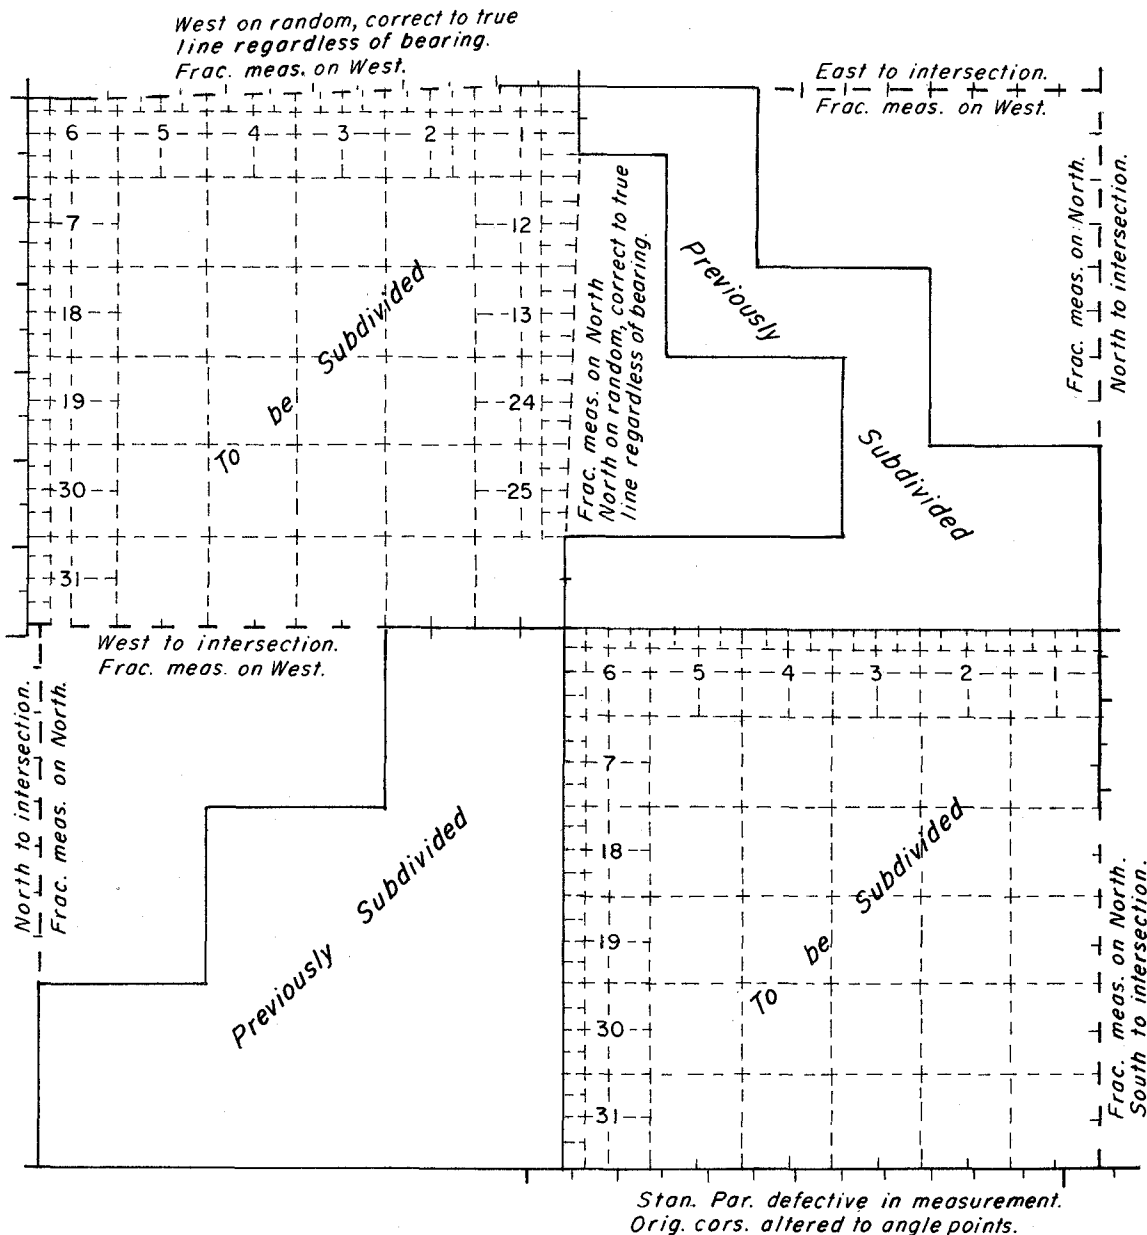 West on random, correct to true
line regardless of bearing.
Frac. meas. on West.
East to intersection.
Frac. meas. on West.
6 5 4 3 2 1
7
12
18
13
19
24
30
25
31
To be Subdivided
Frac. meas. on North
North on random, correct to true
line regardless of bearing.
Previously
Subdivided
Frac. meas. on North.
North to intersection.
West to intersection.
Frac. meas. on West.
North to intersection.
Frac. meas. on North.
Previously Subdivided
6 5 4 3 2 1
7
18
19
30
31
To be Subdivided
Frac. meas. on North.
South to intersection.
Stan. Par. defective in measurement.
Orig. cors. altered to angle points.